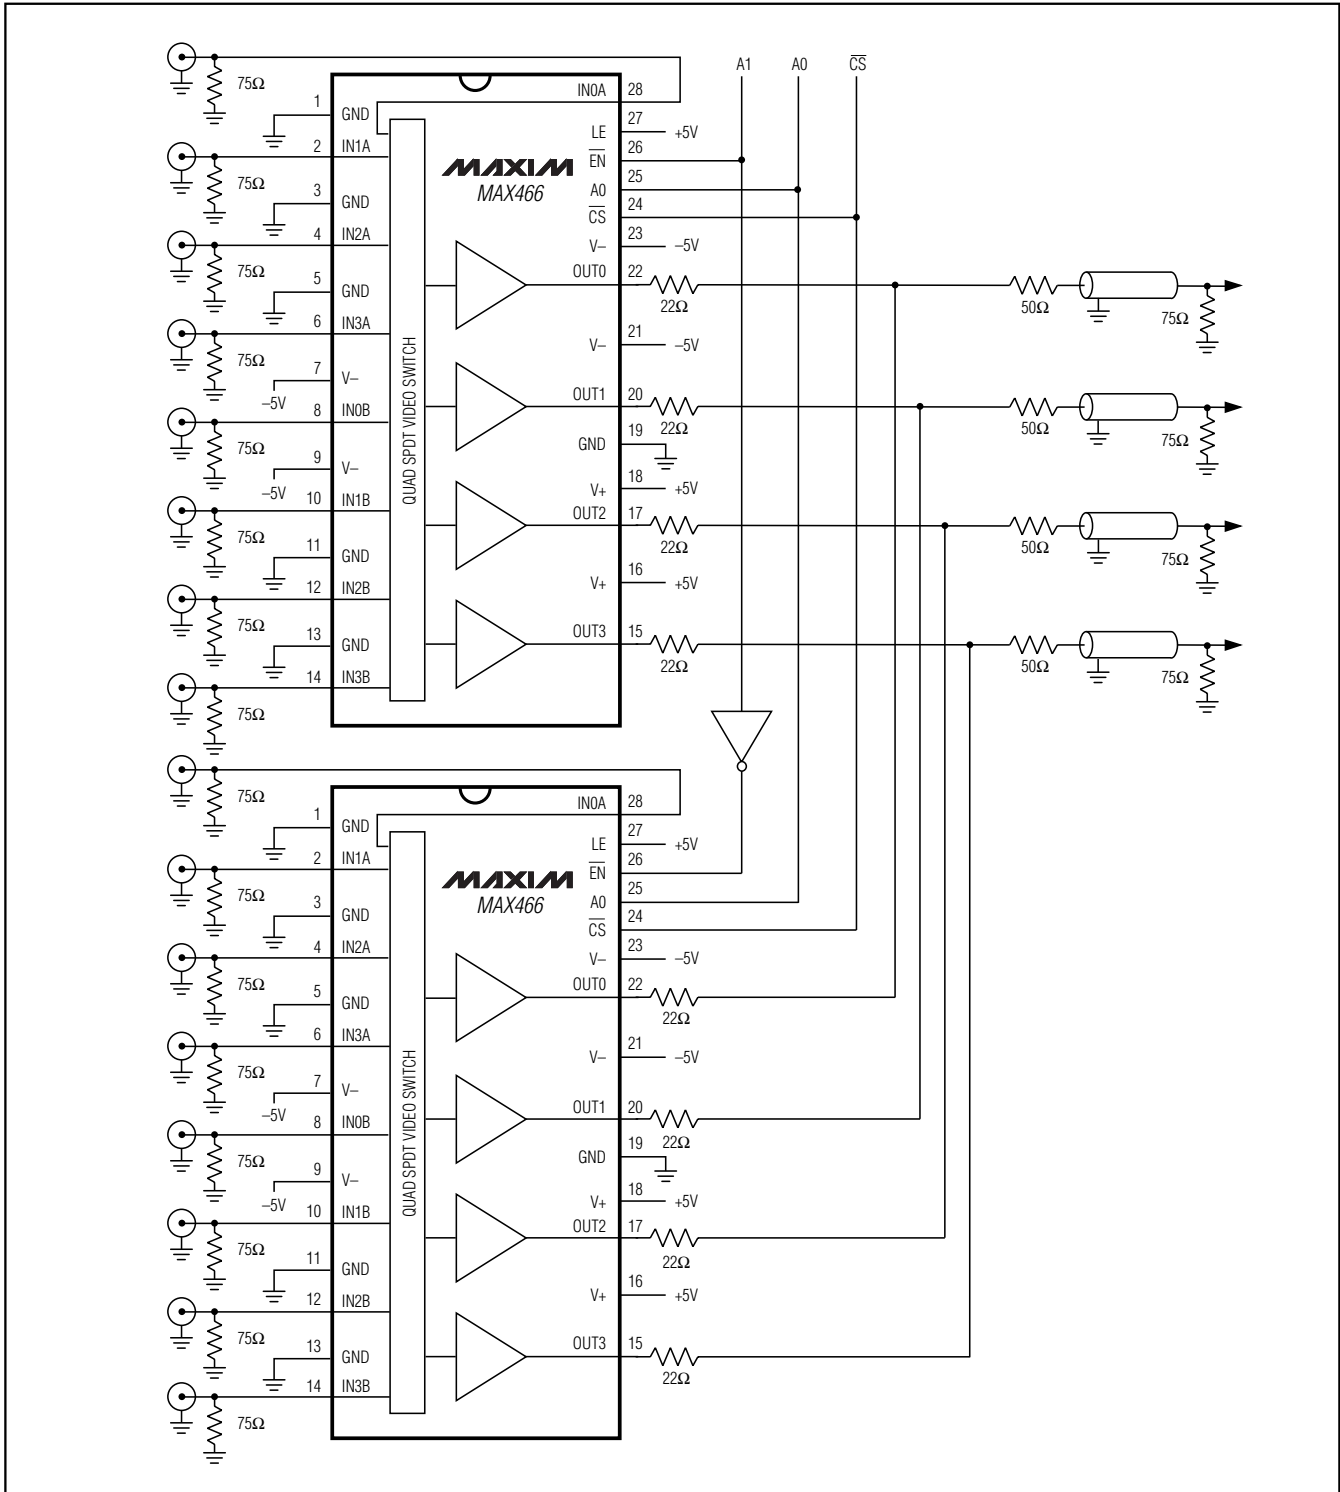 A1 A0 C̅S̅
75Ω
IN0A 28
1 GND
27
LE +5V
26
E̅N̅
2 IN1A
MAXIM
MAX466
75Ω
25
A0
3 GND
24
C̅S̅
23
V– –5V
4 IN2A
75Ω
OUT0 22
22Ω
50Ω
75Ω
5 GND
6 IN3A
21
V– –5V
75Ω
7 V–
–5V
QUAD SPDT VIDEO SWITCH
OUT1 20
22Ω
50Ω
75Ω
8 IN0B
19
GND
75Ω
9 V–
–5V
18
V+ +5V
10 IN1B
OUT2 17
22Ω
50Ω
75Ω
75Ω
11 GND
16
V+ +5V
12 IN2B
75Ω
13 GND
OUT3 15
22Ω
50Ω
75Ω
14 IN3B
75Ω
75Ω
IN0A 28
1 GND
27
LE +5V
26
E̅N̅
2 IN1A
MAXIM
MAX466
75Ω
25
A0
3 GND
24
C̅S̅
23
V– –5V
4 IN2A
75Ω
OUT0 22
22Ω
5 GND
6 IN3A
21
V– –5V
75Ω
7 V–
–5V
QUAD SPDT VIDEO SWITCH
OUT1 20
22Ω
8 IN0B
19
GND
75Ω
9 V–
–5V
18
V+ +5V
10 IN1B
OUT2 17
22Ω
75Ω
11 GND
16
V+ +5V
12 IN2B
75Ω
13 GND
OUT3 15
22Ω
14 IN3B
75Ω